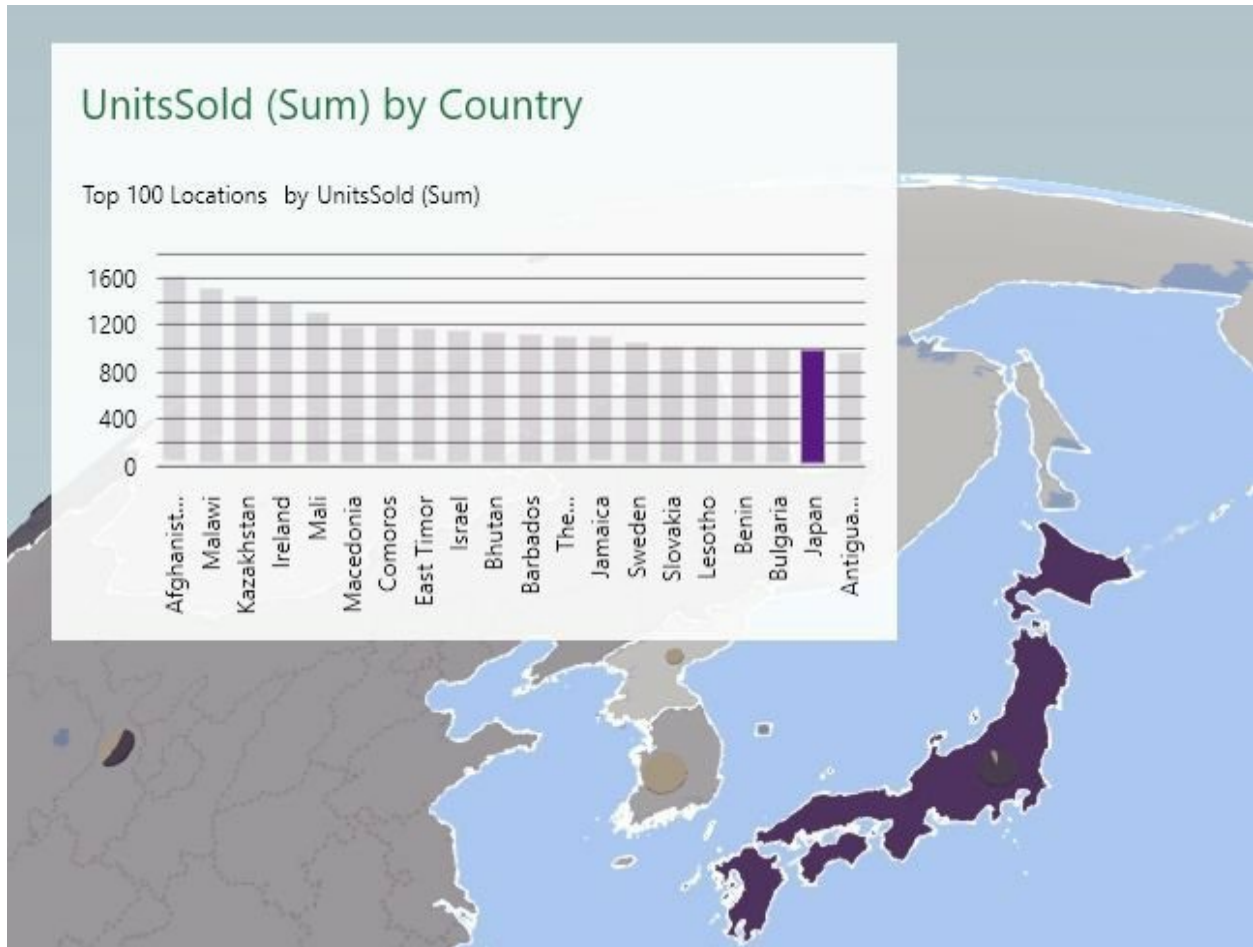 UnitsSold (Sum) by Country
Top 100 Locations by UnitsSold (Sum)
1600
1200
800
400
0
Afghanist...
Malawi
Kazakhstan
Ireland
Mali
Macedonia
Comoros
East Timor
Israel
Bhutan
Barbados
The...
Jamaica
Sweden
Slovakia
Lesotho
Benin
Bulgaria
Japan
Antigua...